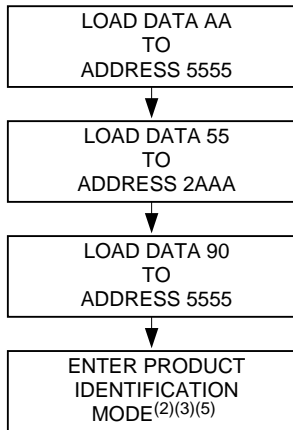 LOAD DATA AA
TO
ADDRESS 5555
LOAD DATA 55
TO
ADDRESS 2AAA
LOAD DATA 90
TO
ADDRESS 5555
ENTER PRODUCT
IDENTIFICATION
MODE(2)(3)(5)